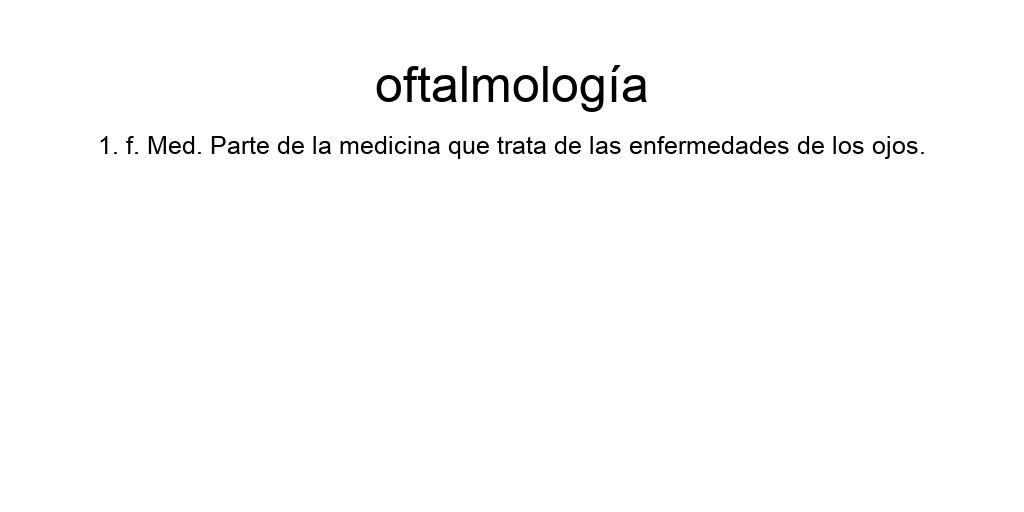 oftalmología
1. f. Med. Parte de la medicina que trata de las enfermedades de los ojos.